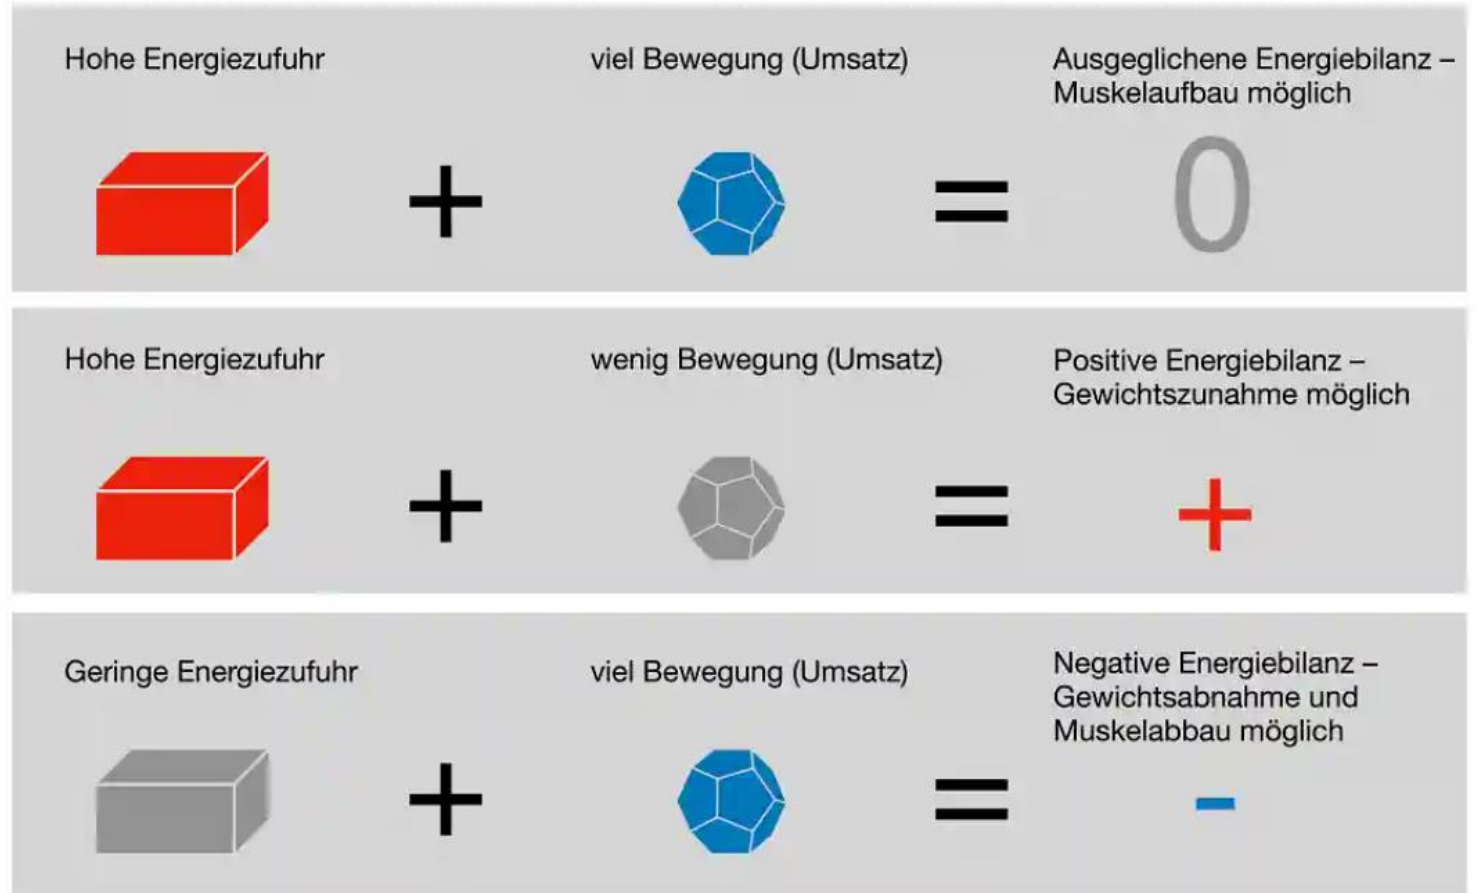 Hohe Energiezufuhr
viel Bewegung (Umsatz)
Ausgeglichene Energiebilanz –
Muskelaufbau möglich
+
=
0
Hohe Energiezufuhr
wenig Bewegung (Umsatz)
Positive Energiebilanz –
Gewichtszunahme möglich
+
=
+
Geringe Energiezufuhr
viel Bewegung (Umsatz)
Negative Energiebilanz –
Gewichtsabnahme und
Muskelabbau möglich
+
=
-